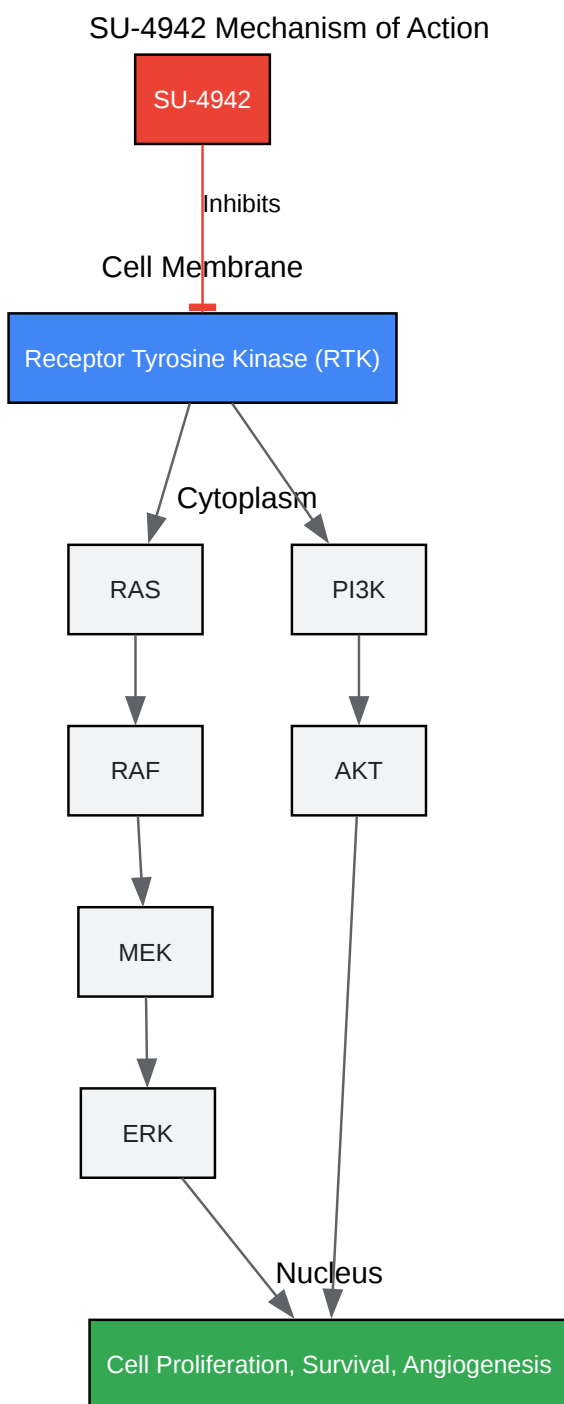 SU-4942 Mechanism of Action
SU-4942
Inhibits
Cell Membrane
Receptor Tyrosine Kinase (RTK)
Cytoplasm
RAS
PI3K
RAF
AKT
MEK
ERK
Nucleus
Cell Proliferation, Survival, Angiogenesis